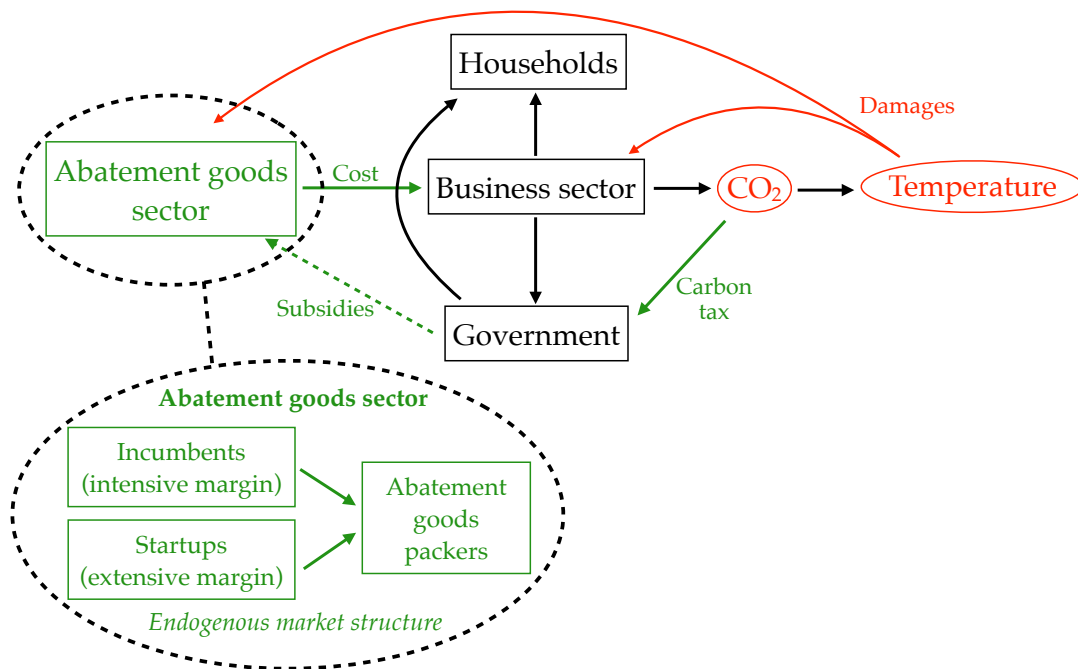 Households
Damages
Abatement goods
sector
Cost
Business sector
CO₂
Temperature
Subsidies
Government
Carbon
tax
Abatement goods sector
Incumbents
(intensive margin)
Abatement
goods
packers
Startups
(extensive margin)
Endogenous market structure